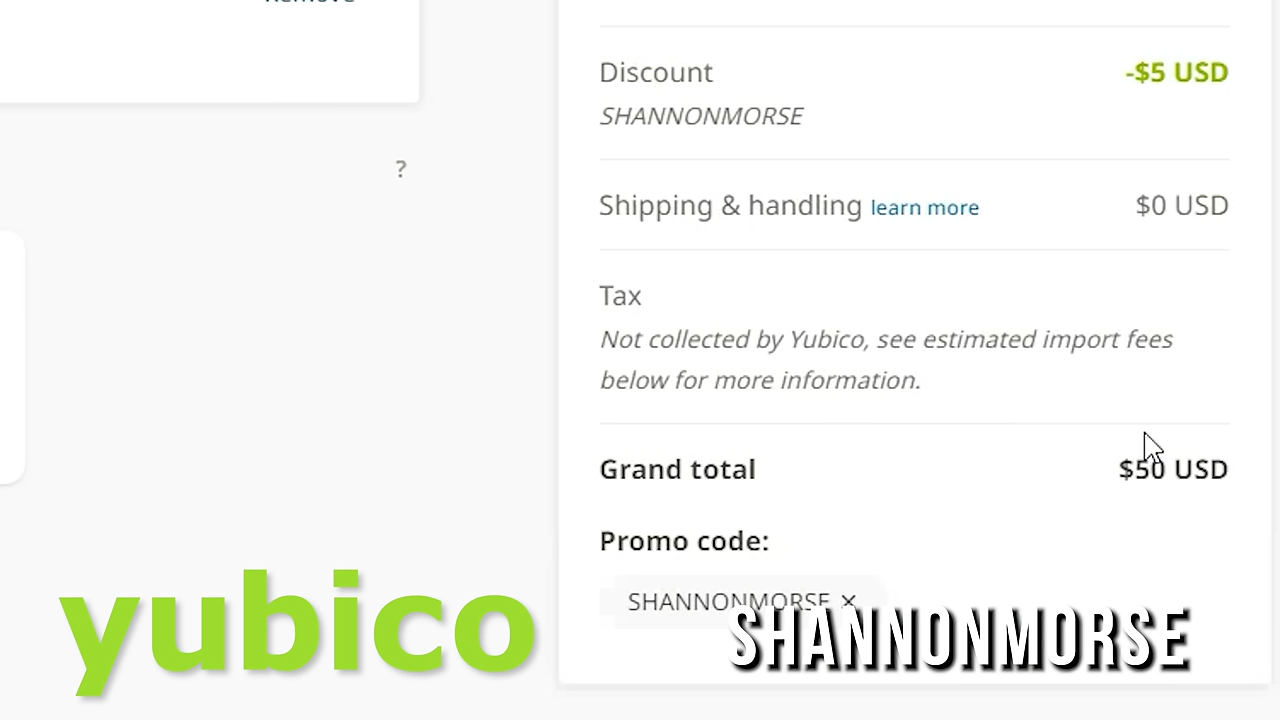 Remove
Discount
-$5 USD
SHANNONMORSE
?
Shipping & handling learn more
$0 USD
Tax
Not collected by Yubico, see estimated import fees
below for more information.
Grand total
$50 USD
Promo code:
SHANNONMORSE ✕
yubico
SHANNONMORSE